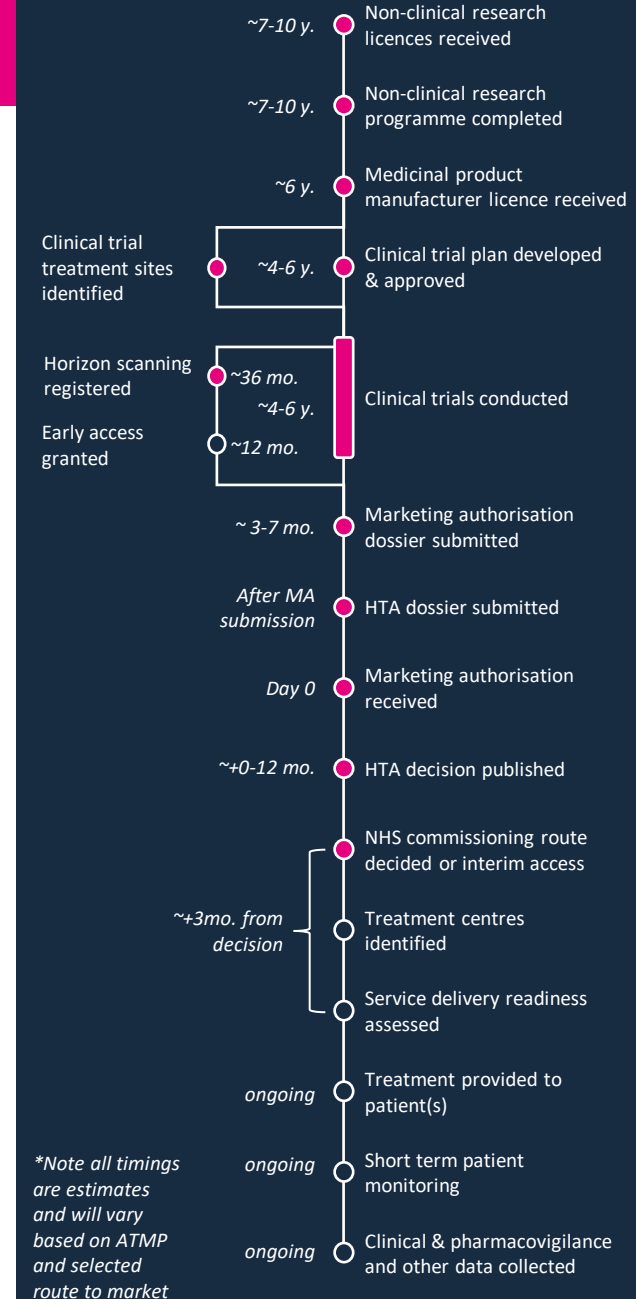 ~7-10 y.
Non-clinical research
licences received
~7-10 y.
Non-clinical research
programme completed
~6 y.
Medicinal product
manufacturer licence received
Clinical trial
treatment sites
identified
~4-6 y.
Clinical trial plan developed
& approved
Horizon scanning
registered
~36 mo.
~4-6 y.
Clinical trials conducted
Early access
granted
~12 mo.
~ 3-7 mo.
Marketing authorisation
dossier submitted
After MA
submission
HTA dossier submitted
Day 0
Marketing authorisation
received
~+0-12 mo.
HTA decision published
NHS commissioning route
decided or interim access
~+3mo. from
decision
Treatment centres
identified
Service delivery readiness
assessed
ongoing
Treatment provided to
patient(s)
ongoing
Short term patient
monitoring
ongoing
Clinical & pharmacovigilance
and other data collected
*Note all timings
are estimates
and will vary
based on ATMP
and selected
route to market